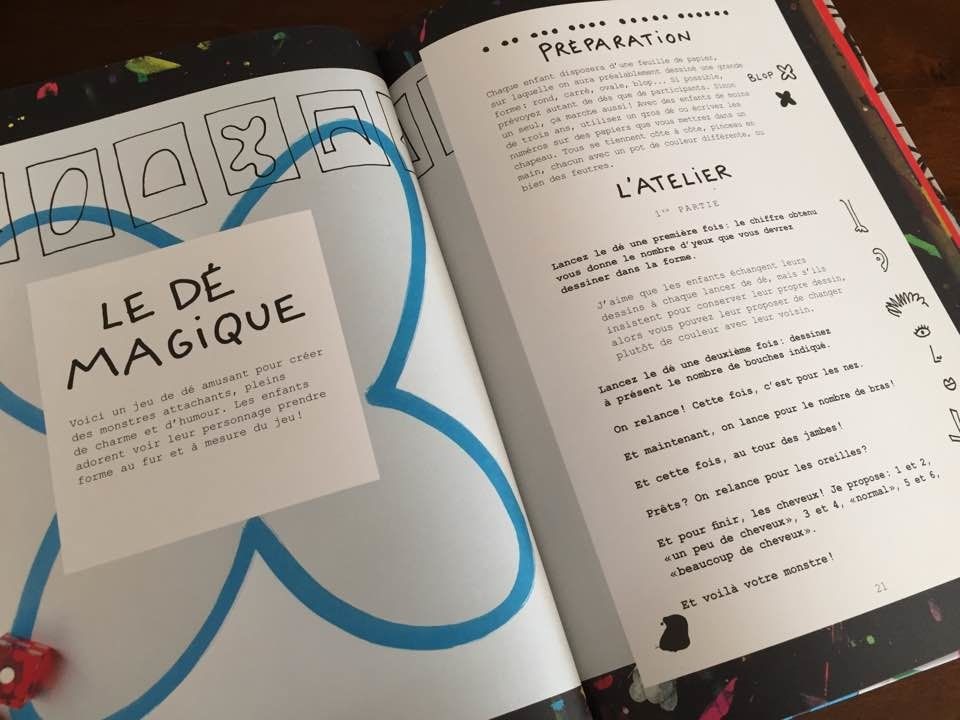 LE DÉ
MAGiQUE
Voici un jeu de dé amusant pour créer
des monstres attachants, pleins
de charme et d'humour. Les enfants
adorent voir leur personnage prendre
forme au fur et à mesure du jeu!
PRÉPARATiON
Chaque enfant disposera d'une feuille de papier,
sur laquelle on aura préalablement dessiné une grande
forme: rond, carré, ovale, blop... Si possible,
prévoyez autant de dés que de participants. Sinon
un seul, ça marche aussi! Avec des enfants de moins
de trois ans, utilisez un gros dé ou écrivez les
numéros sur des papiers que vous mettrez dans un
chapeau. Tous se tiennent côte à côte, pinceau en
main, chacun avec un pot de couleur différente, ou
bien des feutres.
BLOP
L'ATELiER
1re PARTIE
Lancez le dé une première fois: le chiffre obtenu
vous donne le nombre d'yeux que vous devrez
dessiner dans la forme.
J'aime que les enfants échangent leurs
dessins à chaque lancer de dé, mais s'ils
insistent pour conserver leur propre dessin,
alors vous pouvez leur proposer de changer
plutôt de couleur avec leur voisin.
Lancez le dé une deuxième fois: dessinez
à présent le nombre de bouches indiqué.
On relance! Cette fois, c'est pour les nez.
Et maintenant, on lance pour le nombre de bras!
Et cette fois, au tour des jambes!
Prêts? On relance pour les oreilles?
Et pour finir, les cheveux! Je propose: 1 et 2,
«un peu de cheveux», 3 et 4, «normal», 5 et 6,
«beaucoup de cheveux».
Et voilà votre monstre!
21